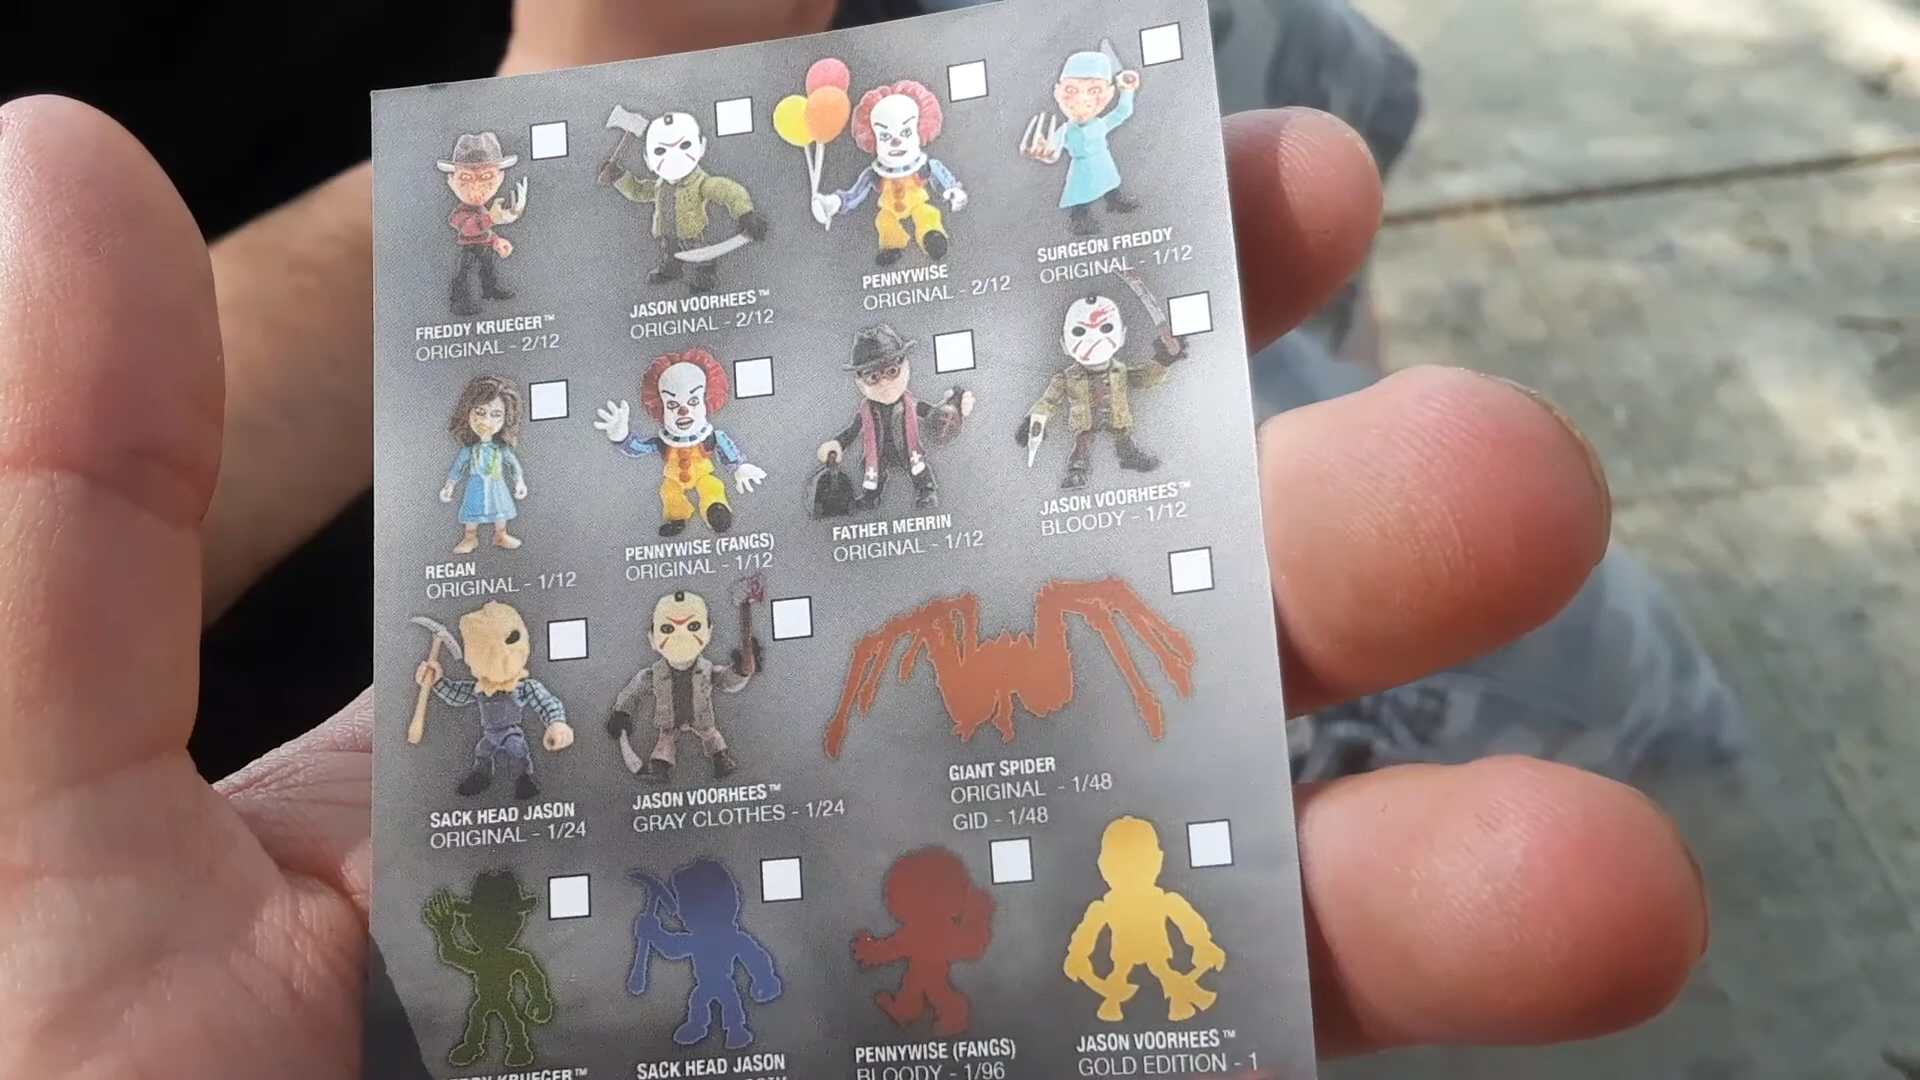 FREDDY KRUEGER™
ORIGINAL - 2/12
JASON VOORHEES™
ORIGINAL - 2/12
PENNYWISE
ORIGINAL - 2/12
SURGEON FREDDY
ORIGINAL - 1/12
REGAN
ORIGINAL - 1/12
PENNYWISE (FANGS)
ORIGINAL - 1/12
FATHER MERRIN
ORIGINAL - 1/12
JASON VOORHEES™
BLOODY - 1/12
SACK HEAD JASON
ORIGINAL - 1/24
JASON VOORHEES™
GRAY CLOTHES - 1/24
GIANT SPIDER
ORIGINAL - 1/48
GID - 1/48
KRUEGER™
SACK HEAD JASON
PENNYWISE (FANGS)
BLOODY - 1/96
JASON VOORHEES™
GOLD EDITION - 1